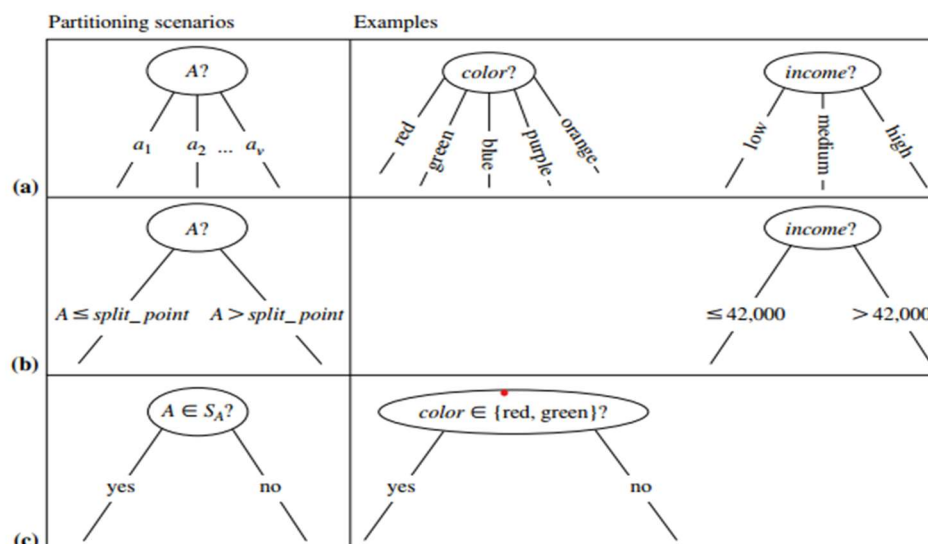 Partitioning scenarios Examples
A? color? income?
a1 a2 ... av red green blue purple orange low medium high
(a)
A? income?
A ≤ split_point A > split_point ≤ 42,000 > 42,000
(b)
A ∈ SA? color ∈ {red, green}?
yes no yes no
(c)